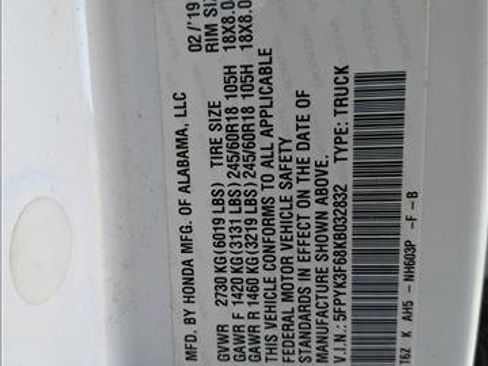 MFD. BY HONDA MFG. OF ALABAMA, LLC 02/'19
GVWR 2730 KG(6019 LBS) TIRE SIZE RIM SIZE
GAWR F 1420 KG(3131 LBS)245/60R18 105H 18X8.0
GAWR R 1460 KG(3219 LBS)245/60R18 105H 18X8.0
THIS VEHICLE CONFORMS TO ALL APPLICABLE
FEDERAL MOTOR VEHICLE SAFETY
STANDARDS IN EFFECT ON THE DATE OF
MANUFACTURE SHOWN ABOVE.
V.I.N.: 5FPYK3F68KB032832 TYPE: TRUCK
T6Z K AH5 - NH603P -F -B